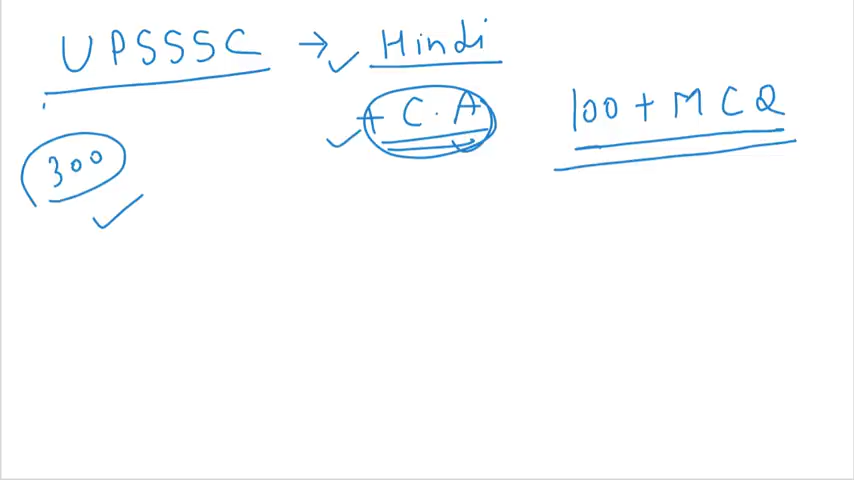 UPSSSC → Hindi
+ C.A
100 + MCQ
300